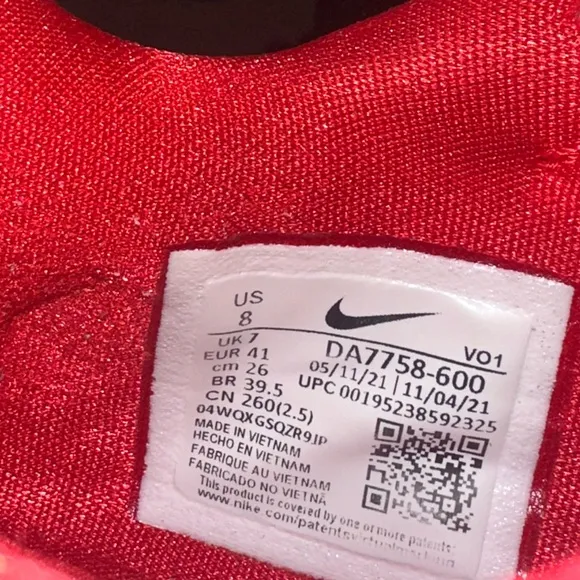 US
8
UK 7
EUR 41
cm 26
BR 39.5
CN 260(2.5)
VO1
DA7758-600
05/11/21 | 11/04/21
UPC 00195238592325
04WQXGSQZR9JP
MADE IN VIETNAM
HECHO EN VIETNAM
FABRIQUE AU VIETNAM
FABRICADO NO VIETNÃ
This product is covered by one or more patents:
www.nike.com/patentsvirtualmarking